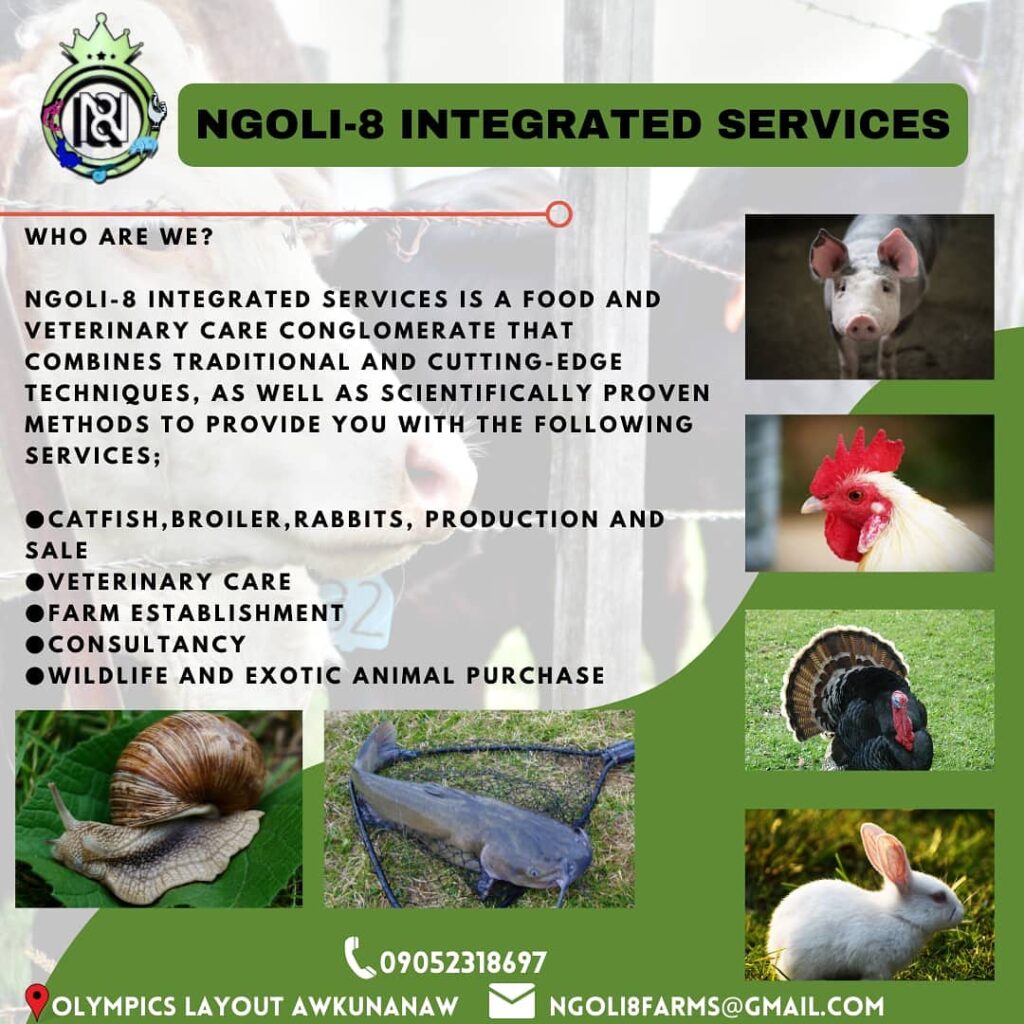 NGOLI-8 INTEGRATED SERVICES
WHO ARE WE?
NGOLI-8 INTEGRATED SERVICES IS A FOOD AND
VETERINARY CARE CONGLOMERATE THAT
COMBINES TRADITIONAL AND CUTTING-EDGE
TECHNIQUES, AS WELL AS SCIENTIFICALLY PROVEN
METHODS TO PROVIDE YOU WITH THE FOLLOWING
SERVICES;
●CATFISH,BROILER,RABBITS, PRODUCTION AND
SALE
●VETERINARY CARE
●FARM ESTABLISHMENT
●CONSULTANCY
●WILDLIFE AND EXOTIC ANIMAL PURCHASE
09052318697
OLYMPICS LAYOUT AWKUNANAW
NGOLI8FARMS@GMAIL.COM